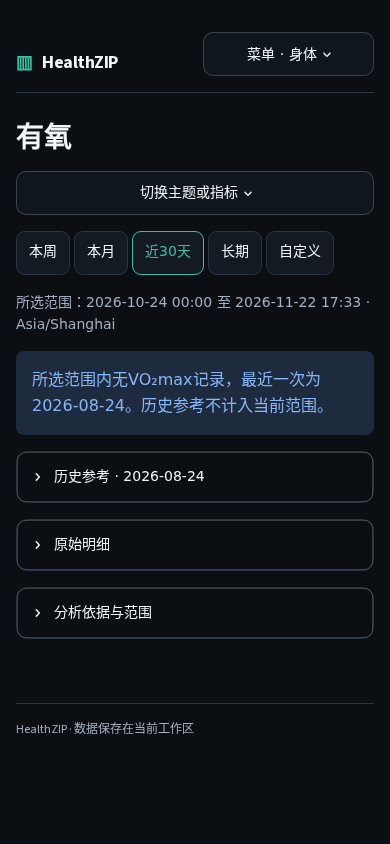 HealthZIP
菜单 · 身体
有氧
切换主题或指标
本周 本月 近30天 长期 自定义
所选范围：2026-10-24 00:00 至 2026-11-22 17:33 ·
Asia/Shanghai
所选范围内无VO₂max记录，最近一次为
2026-08-24。历史参考不计入当前范围。
历史参考 · 2026-08-24
原始明细
分析依据与范围
HealthZIP · 数据保存在当前工作区